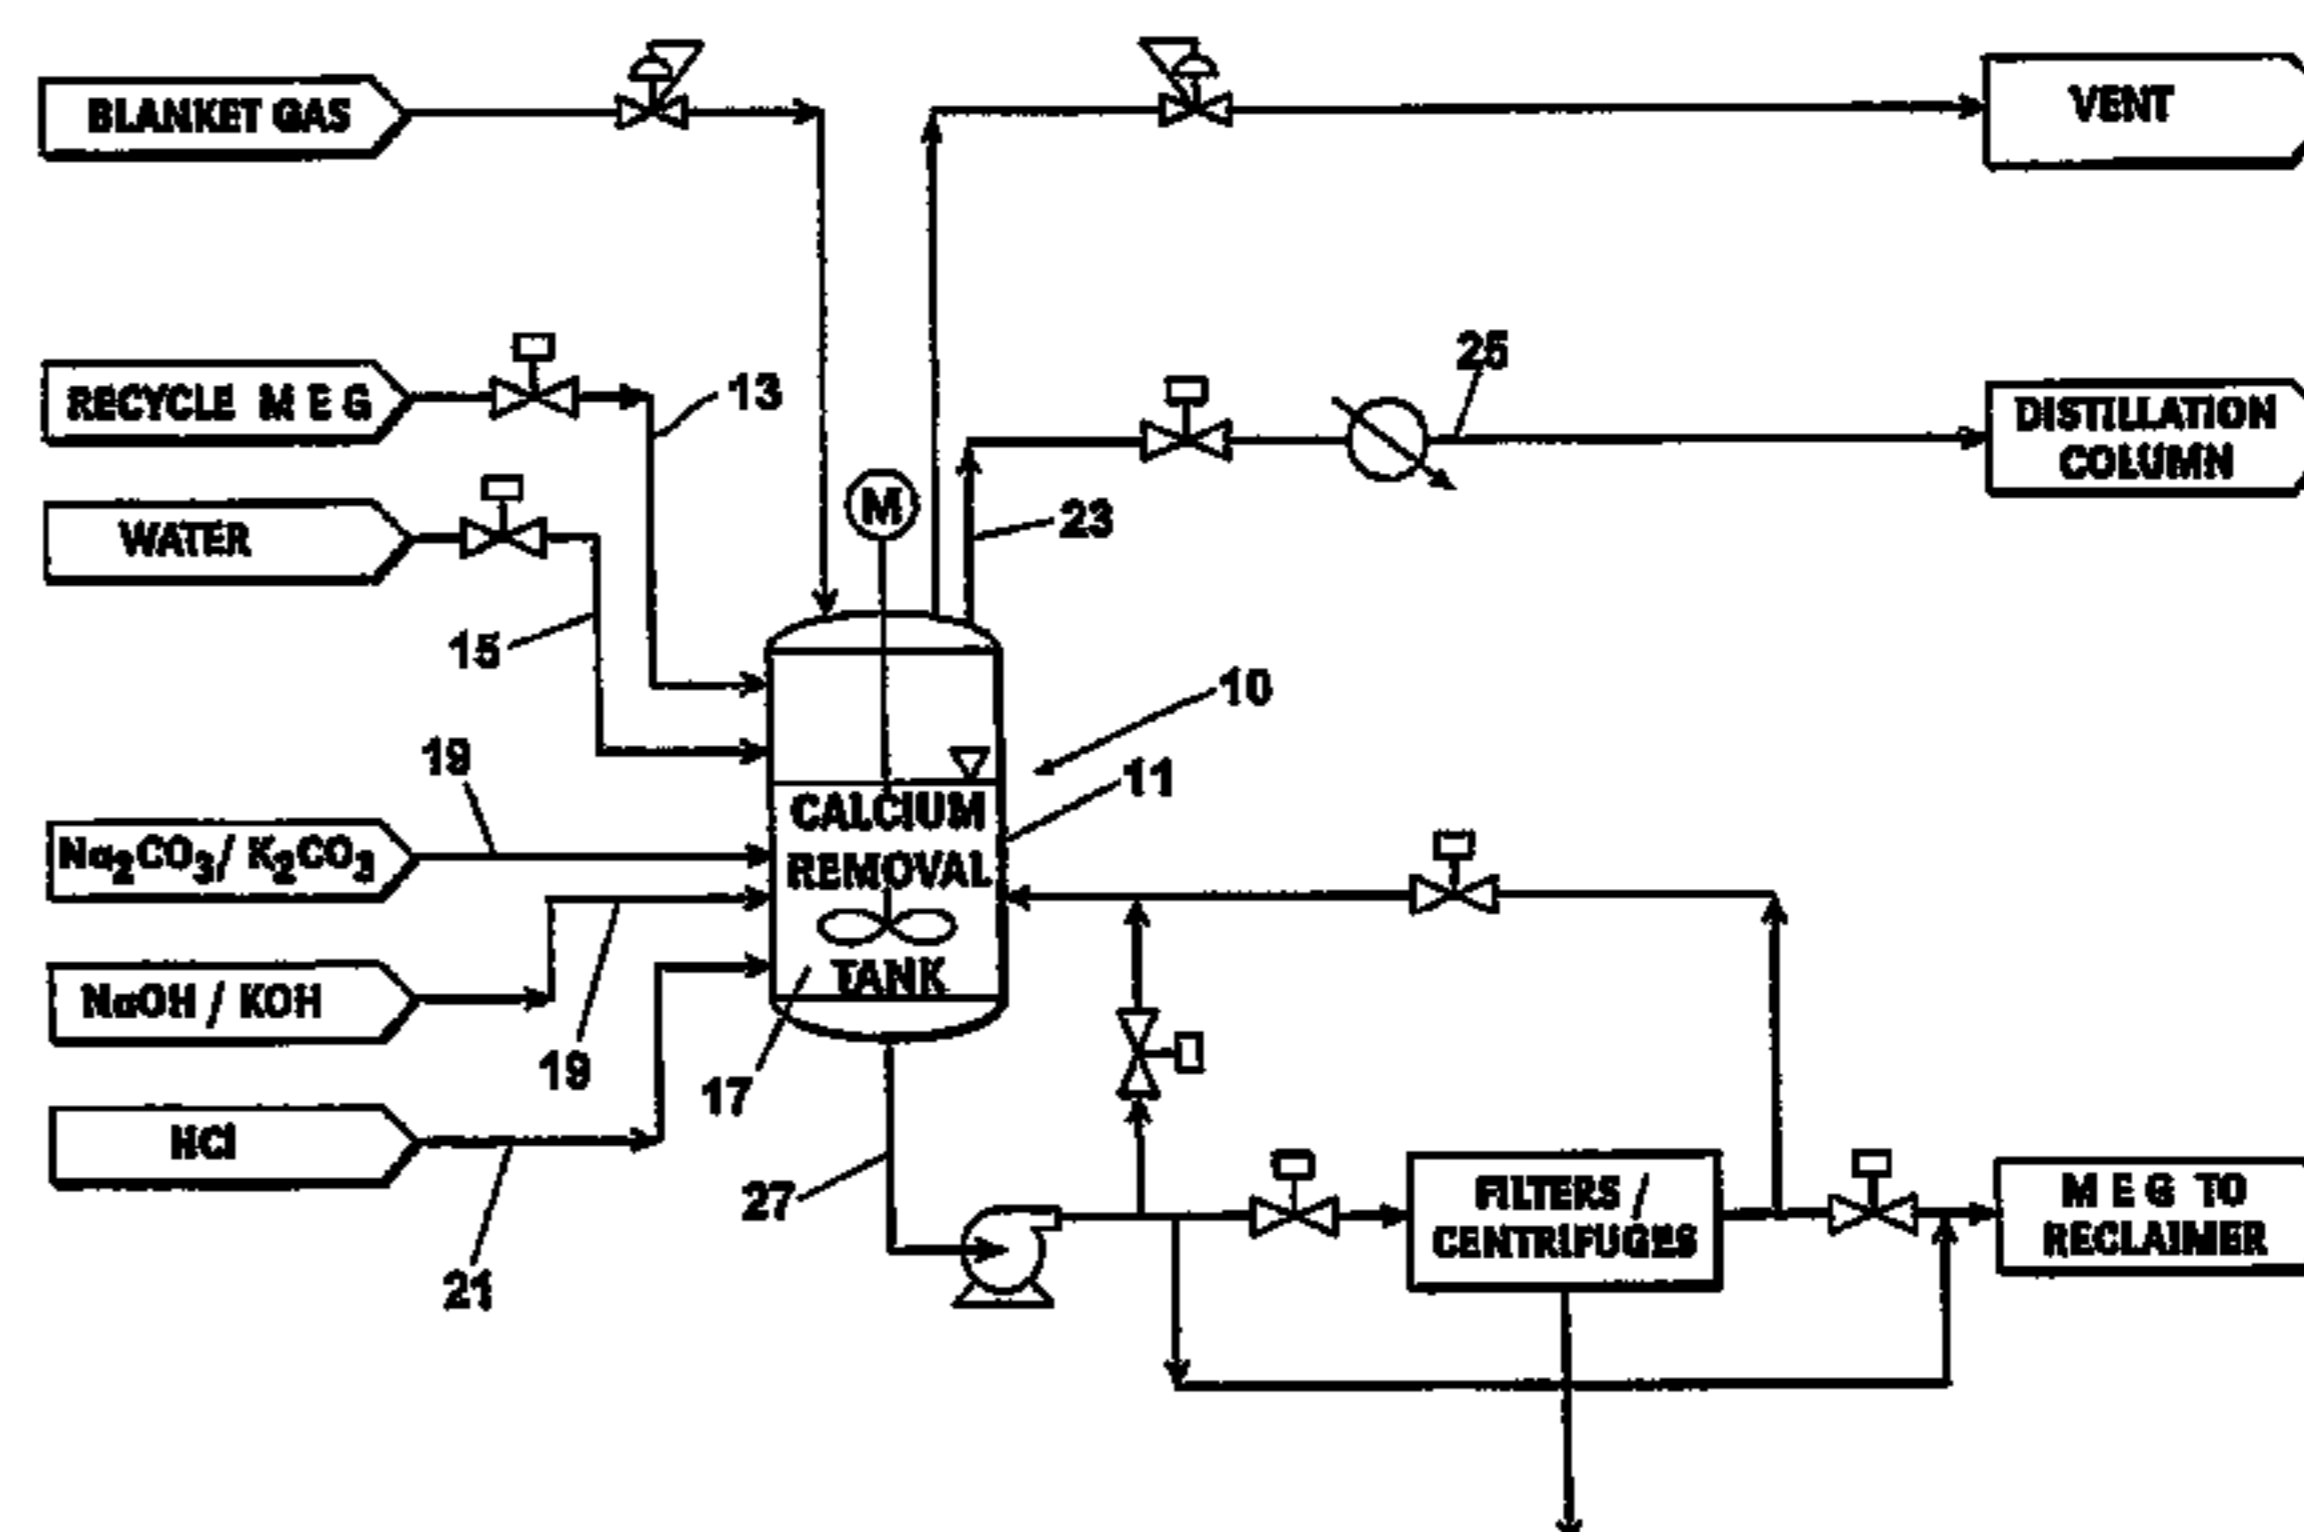 BLANKET GAS
VENT
RECYCLE M E G
13
25
DISTILLATION
COLUMN
WATER
M
23
15
10
19
11
CALCIUM
REMOVAL
TANK
Na₂CO₃/ K₂CO₃
NaOH / KOH
19
17
HCl
21
27
FILTERS /
CENTRIFUGES
M E G TO
RECLAIMER